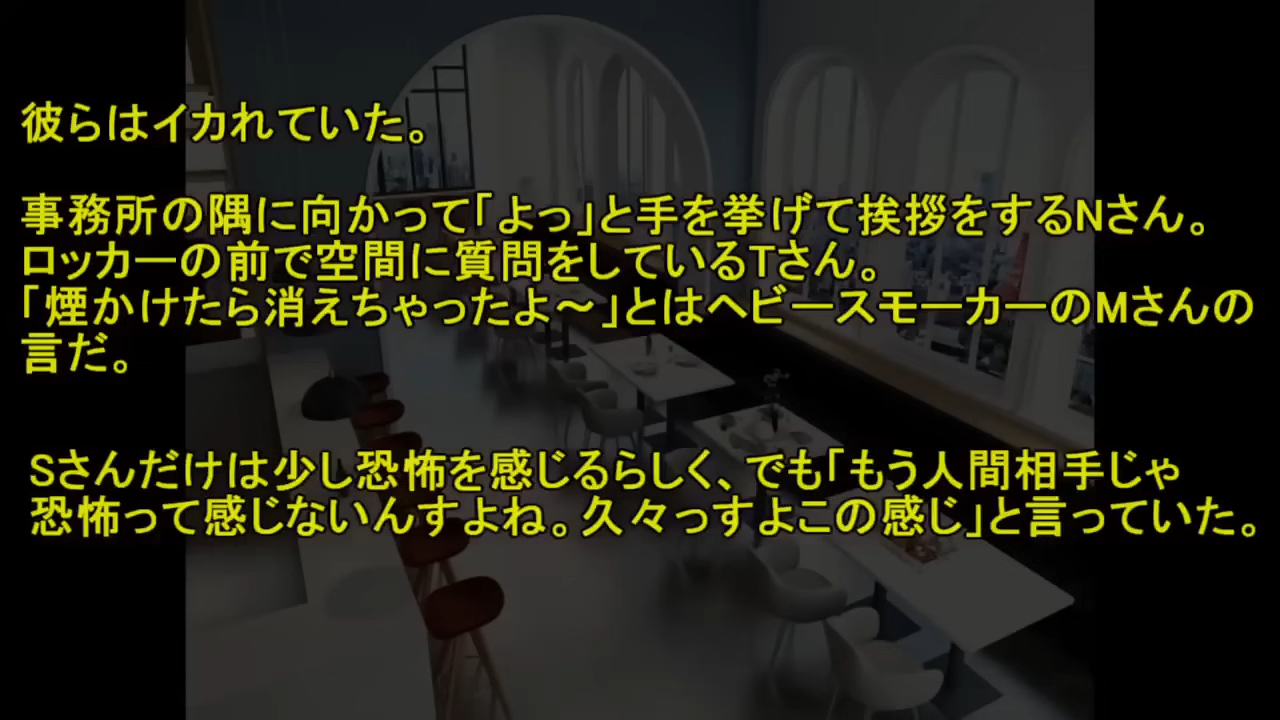 彼らはイカれていた。
事務所の隅に向かって「よっ」と手を挙げて挨拶をするNさん。
ロッカーの前で空間に質問をしているTさん。
「煙かけたら消えちゃったよ～」とはヘビースモーカーのMさんの
言だ。
Sさんだけは少し恐怖を感じるらしく、でも「もう人間相手じゃ
恐怖って感じないんすよね。久々っすよこの感じ」と言っていた。